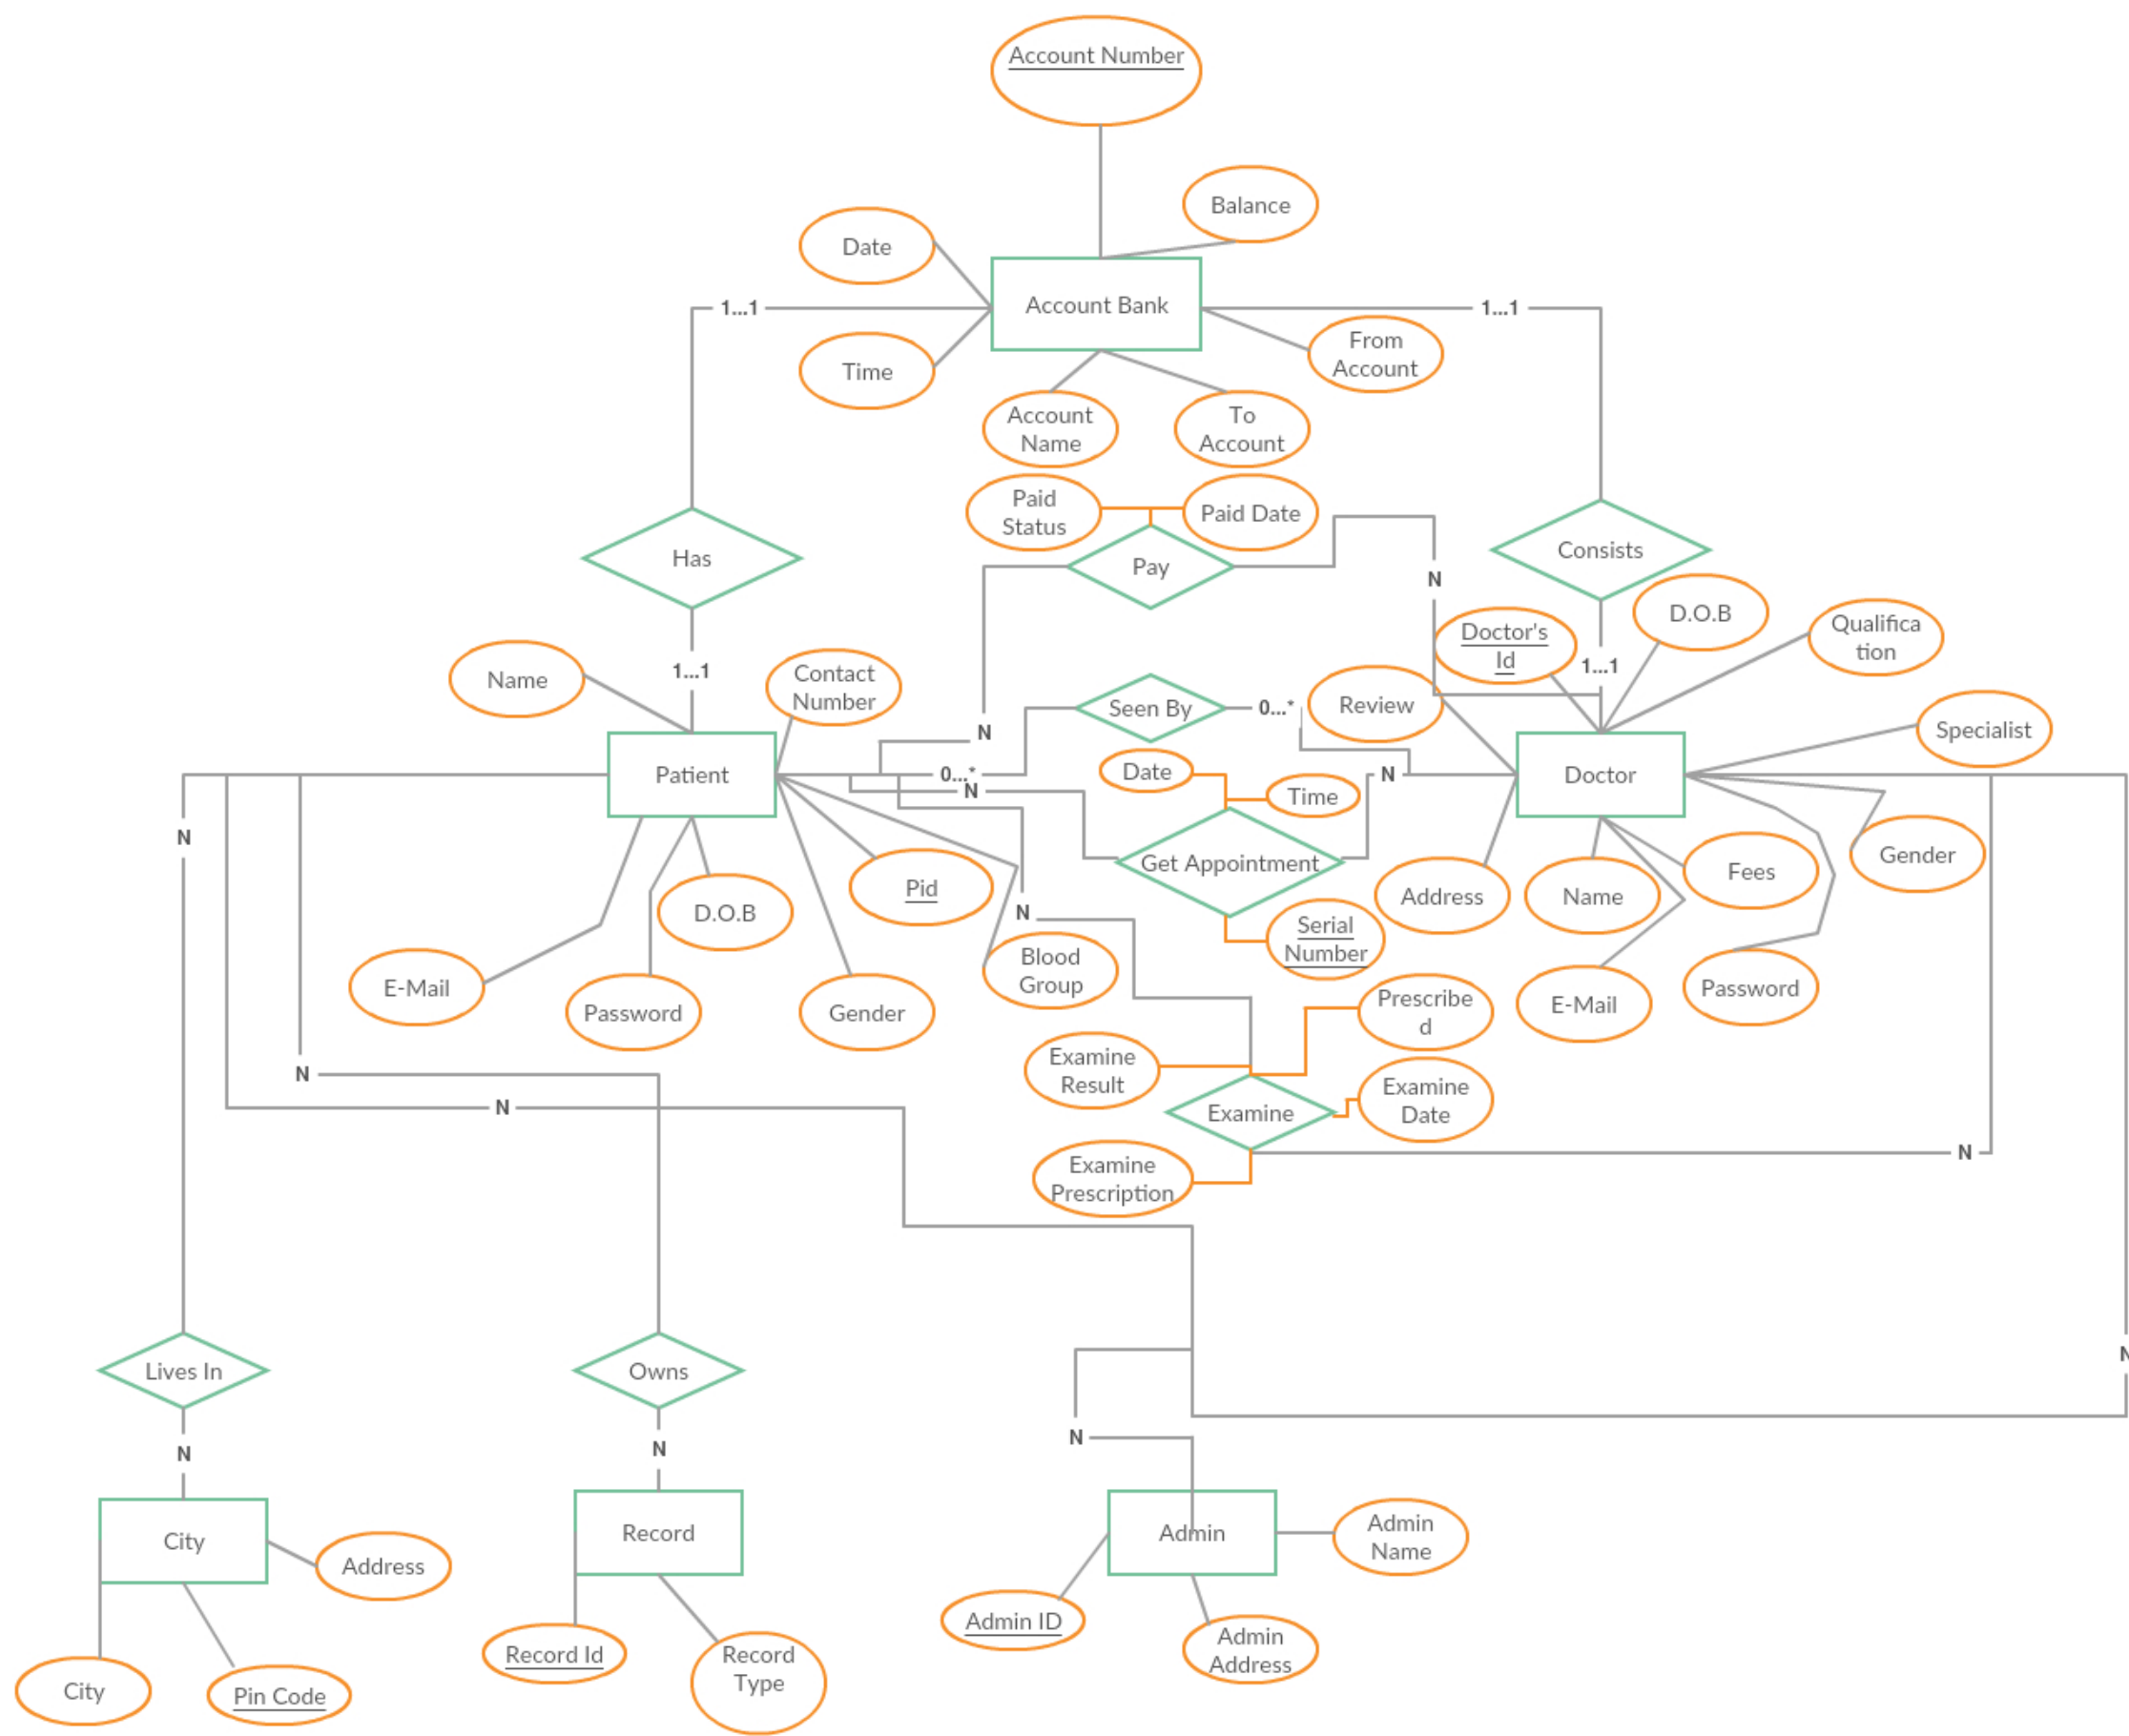 Account Number
Balance
Date
Account Bank
1...1
1...1
From
Account
Time
Account
Name
To
Account
Paid
Status
Paid Date
Has
Pay
Consists
N
D.O.B
Qualifica
tion
Doctor's
Id
1...1
1...1
Name
Contact
Number
Seen By
0...*
Review
Specialist
N
Patient
0...*
N
Date
Time
N
Doctor
N
Get Appointment
Gender
Pid
Fees
Address
Name
D.O.B
N
Serial
Number
Blood
Group
E-Mail
Password
Gender
E-Mail
Password
Prescribe
d
Examine
Result
Examine
Date
N
N
Examine
N
Examine
Prescription
N
Lives In
Owns
N
N
N
City
Record
Admin
Admin
Name
Address
Admin ID
Admin
Address
Record Id
Record
Type
City
Pin Code